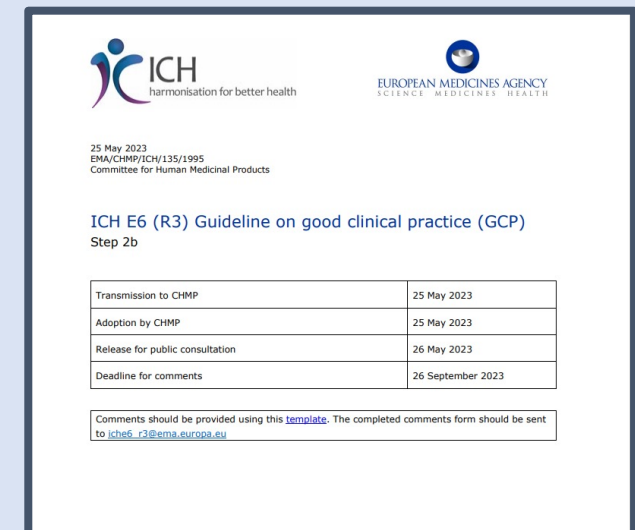 ICH
harmonisation for better health
EUROPEAN MEDICINES AGENCY
SCIENCE MEDICINES HEALTH
25 May 2023
EMA/CHMP/ICH/135/1995
Committee for Human Medicinal Products
ICH E6 (R3) Guideline on good clinical practice (GCP)
Step 2b
Transmission to CHMP 25 May 2023
Adoption by CHMP 25 May 2023
Release for public consultation 26 May 2023
Deadline for comments 26 September 2023
Comments should be provided using this template. The completed comments form should be sent
to iche6_r3@ema.europa.eu